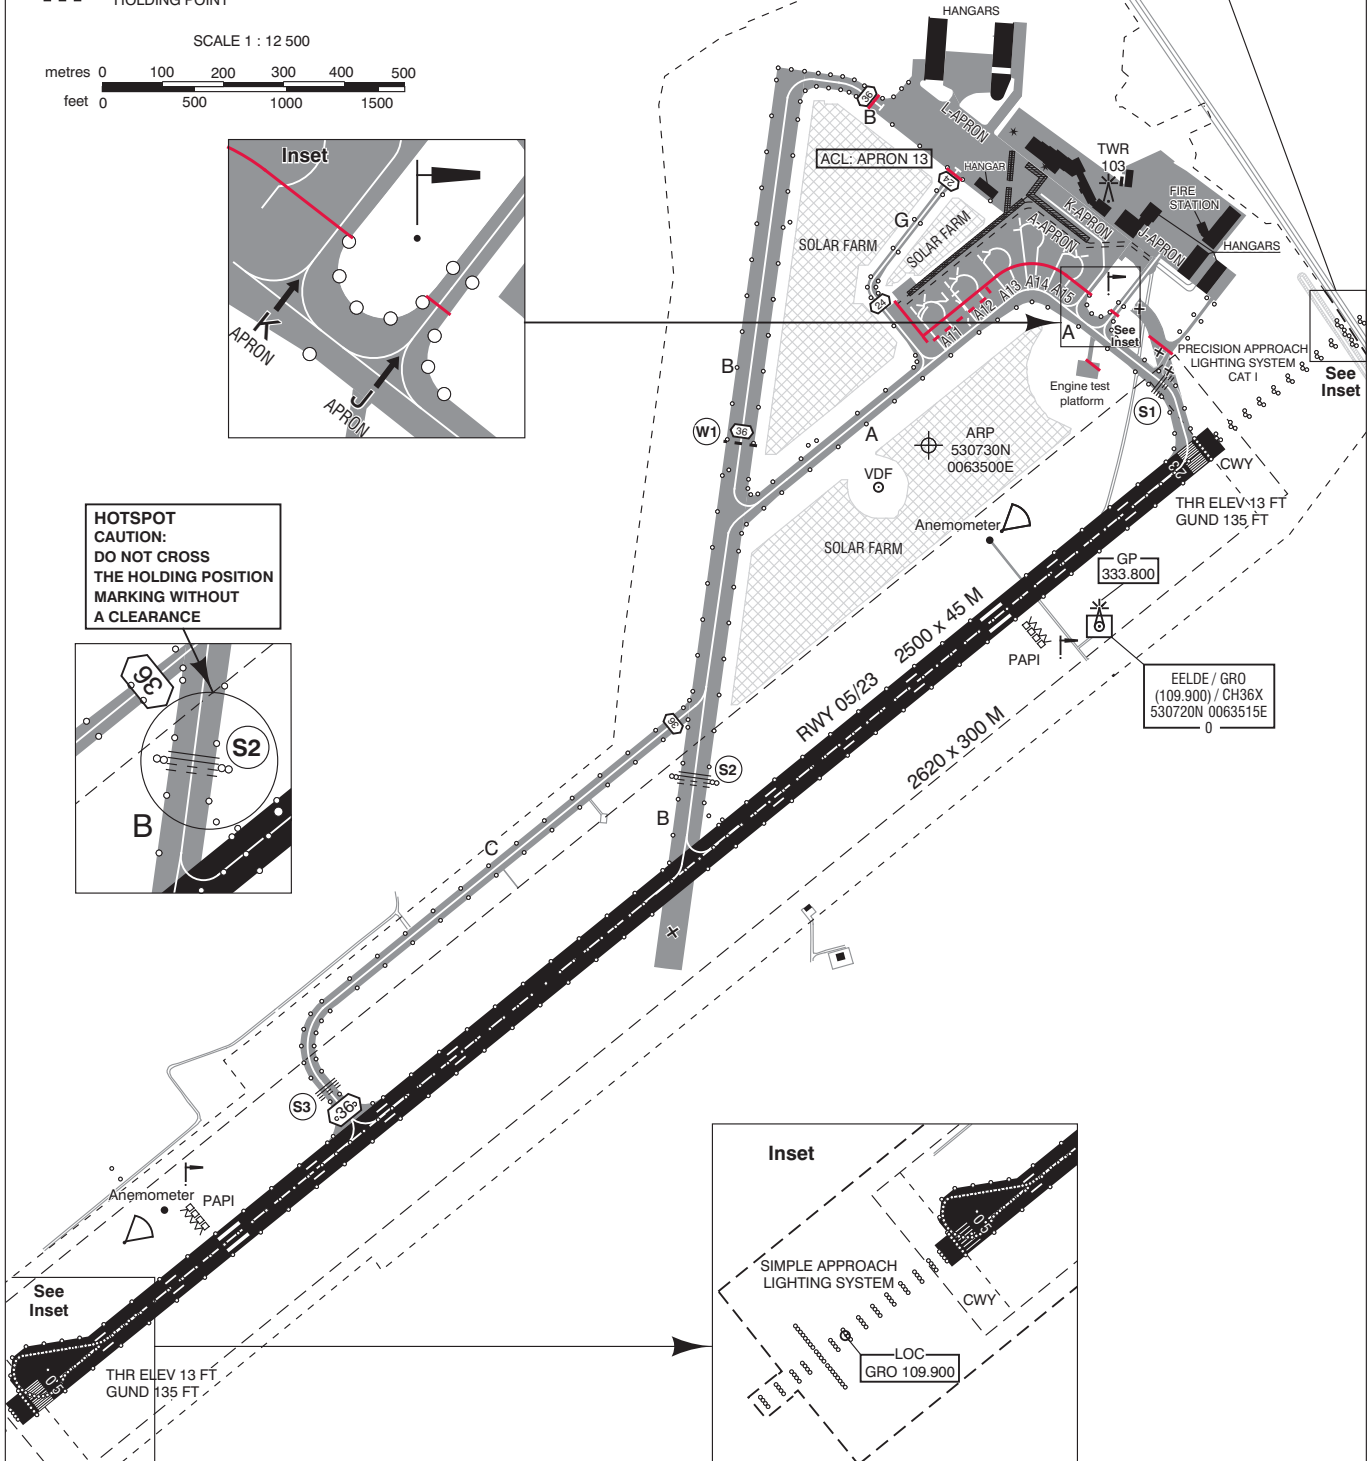 HOLDING POINT
SCALE 1 : 12 500
metres 0 100 200 300 400 500
feet 0 500 1000 1500
Inset
K
APRON
J
APRON
HANGARS
36
B
L-APRON
ACL: APRON 13
HANGAR
TWR
103
FIRE
STATION
24
G
K-APRON
A-APRON
J-APRON
HANGARS
SOLAR FARM
SOLAR FARM
24
A11 A12 A13 A14 A15
A
See
Inset
PRECISION APPROACH
LIGHTING SYSTEM
CAT I
See
Inset
Engine test
platform
S1
B
W1
36
A
ARP
530730N
0063500E
VDF
23
CWY
THR ELEV 13 FT
GUND 135 FT
Anemometer
SOLAR FARM
GP
333.800
HOTSPOT
CAUTION:
DO NOT CROSS
THE HOLDING POSITION
MARKING WITHOUT
A CLEARANCE
36
S2
B
PAPI
EELDE / GRO
(109.900) / CH36X
530720N 0063515E
0
RWY 05/23 2500 x 45 M
2620 x 300 M
36
S2
B
C
S3
36
Anemometer
PAPI
See
Inset
05
THR ELEV 13 FT
GUND 135 FT
Inset
05
SIMPLE APPROACH
LIGHTING SYSTEM
CWY
LOC
GRO 109.900